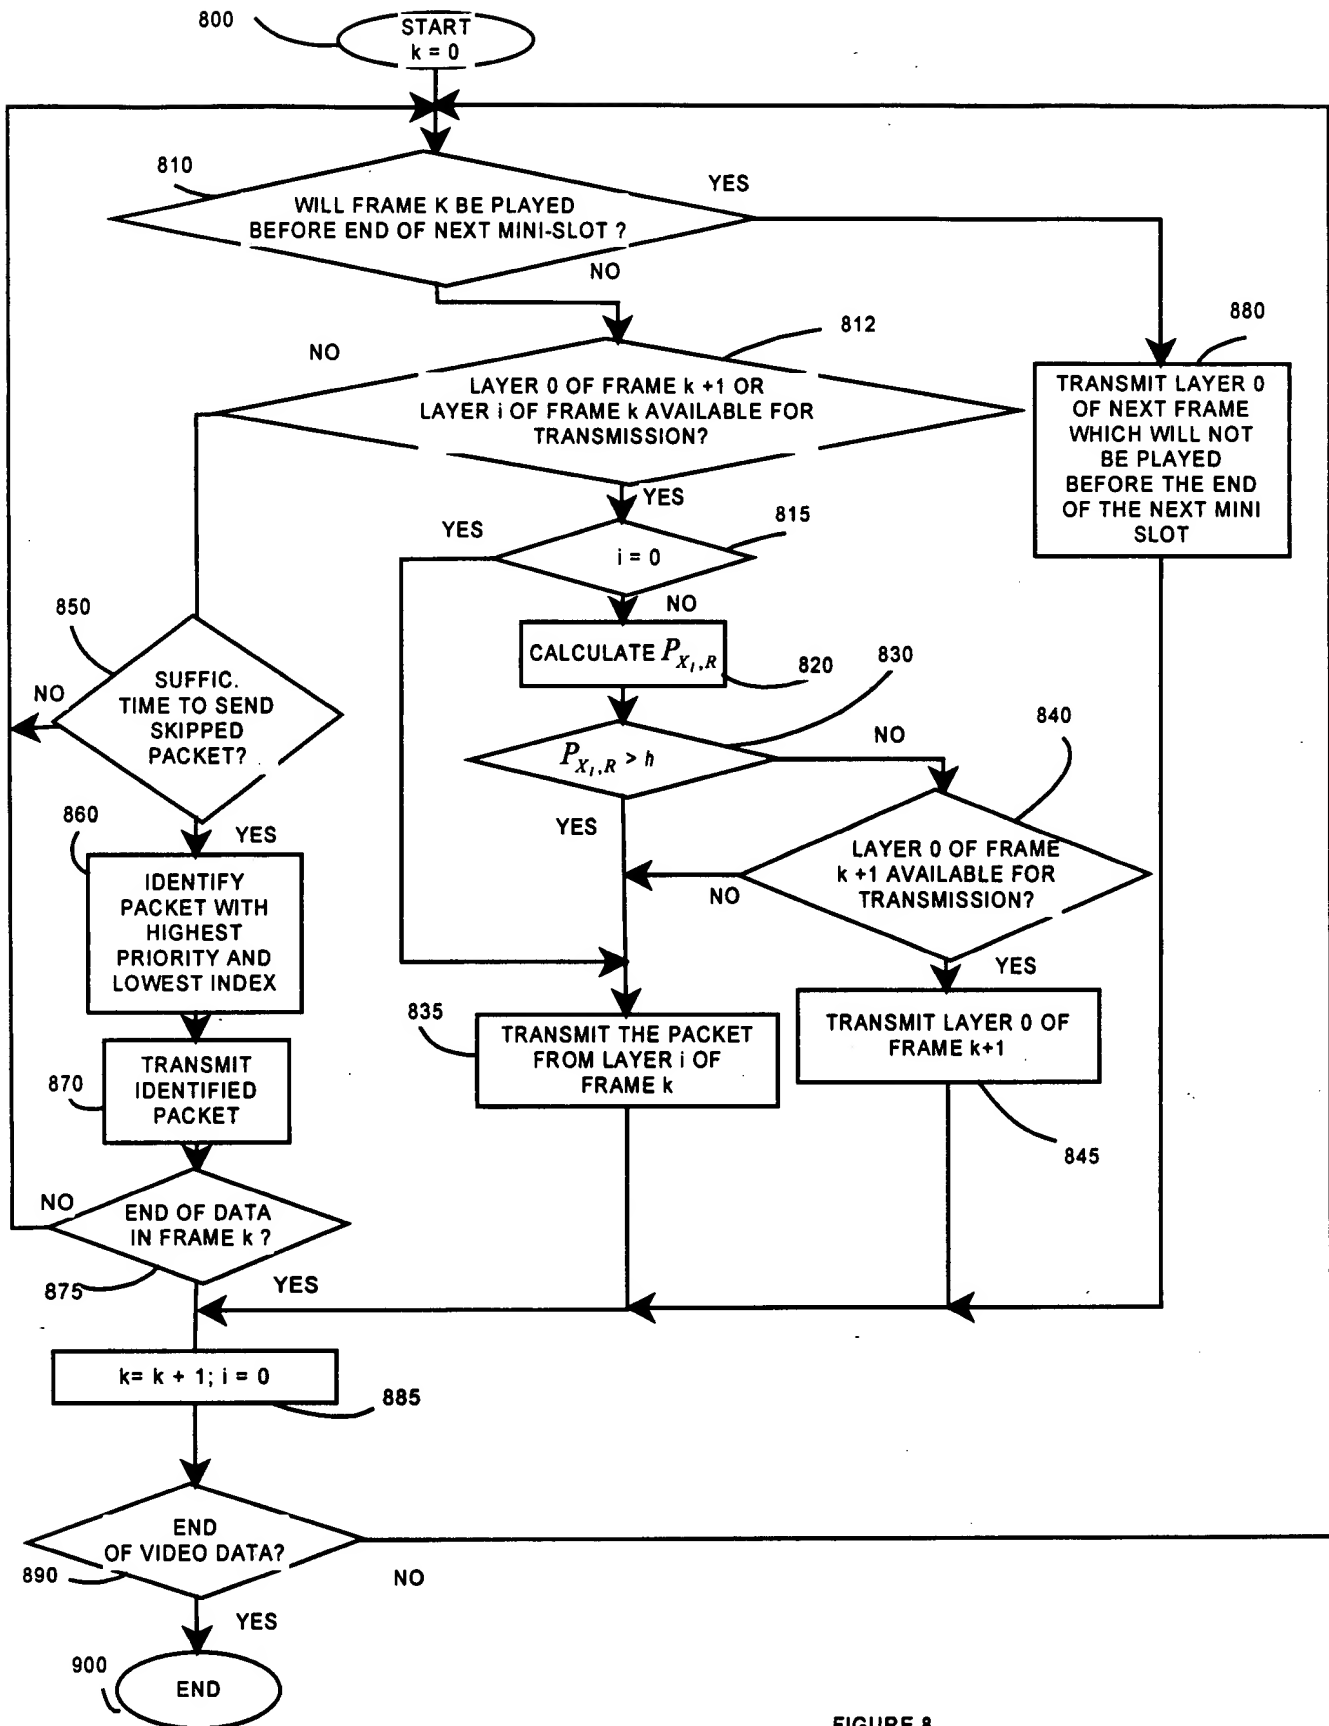 800
START
k = 0
810
YES
WILL FRAME K BE PLAYED
BEFORE END OF NEXT MINI-SLOT ?
NO
812
880
NO
LAYER 0 OF FRAME k +1 OR
LAYER i OF FRAME k AVAILABLE FOR
TRANSMISSION?
TRANSMIT LAYER 0
OF NEXT FRAME
WHICH WILL NOT
BE PLAYED
BEFORE THE END
OF THE NEXT MINI
SLOT
YES
YES
815
i = 0
NO
850
CALCULATE P_{X_i,R}
820
830
NO
SUFFIC.
TIME TO SEND
SKIPPED
PACKET?
840
P_{X_i,R} > h
NO
YES
860
YES
LAYER 0 OF FRAME
k +1 AVAILABLE FOR
TRANSMISSION?
NO
IDENTIFY
PACKET WITH
HIGHEST
PRIORITY AND
LOWEST INDEX
YES
835
TRANSMIT THE PACKET
FROM LAYER i OF
FRAME k
TRANSMIT LAYER 0 OF
FRAME k+1
870
TRANSMIT
IDENTIFIED
PACKET
845
NO
END OF DATA
IN FRAME k ?
875
YES
k= k + 1; i = 0
885
END
OF VIDEO DATA?
890
NO
YES
900
END
FIGURE 8